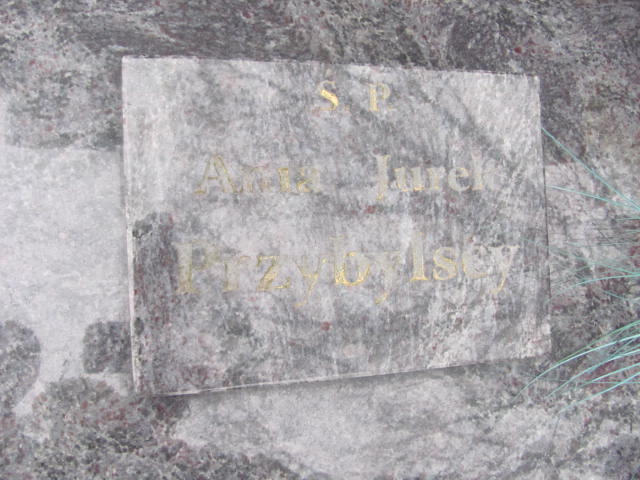 Ś. P.
Anna Jurek
Przybylscy